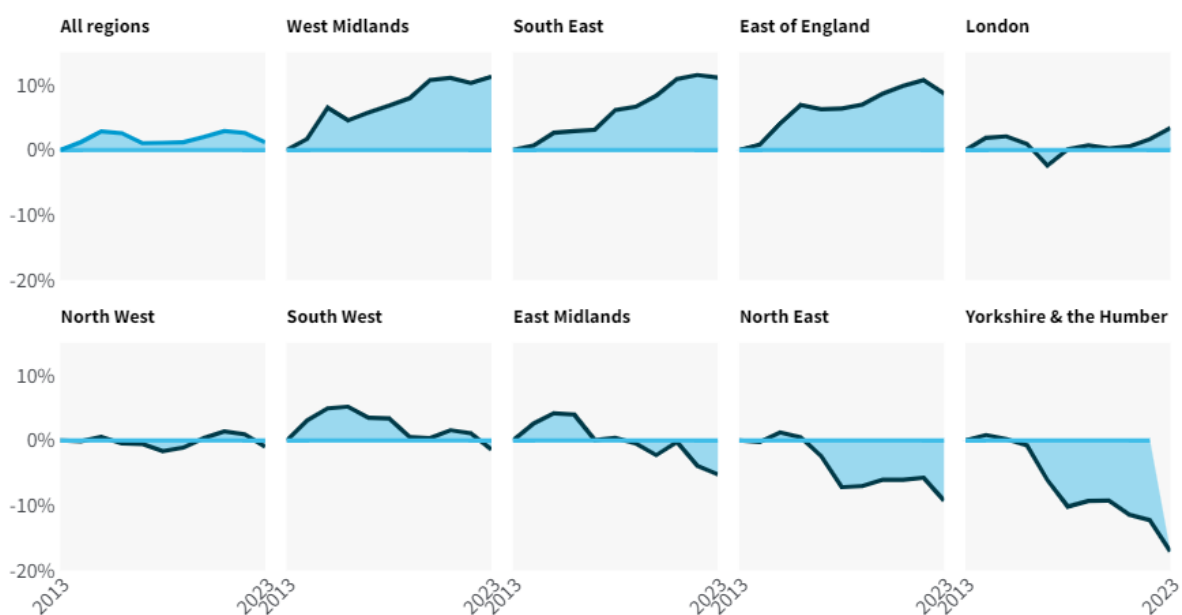 All regions
West Midlands
South East
East of England
London
10%
0%
-10%
-20%
North West
South West
East Midlands
North East
Yorkshire & the Humber
10%
0%
-10%
-20%
2013
2023
2013
2023
2013
2023
2013
2023
2013
2023